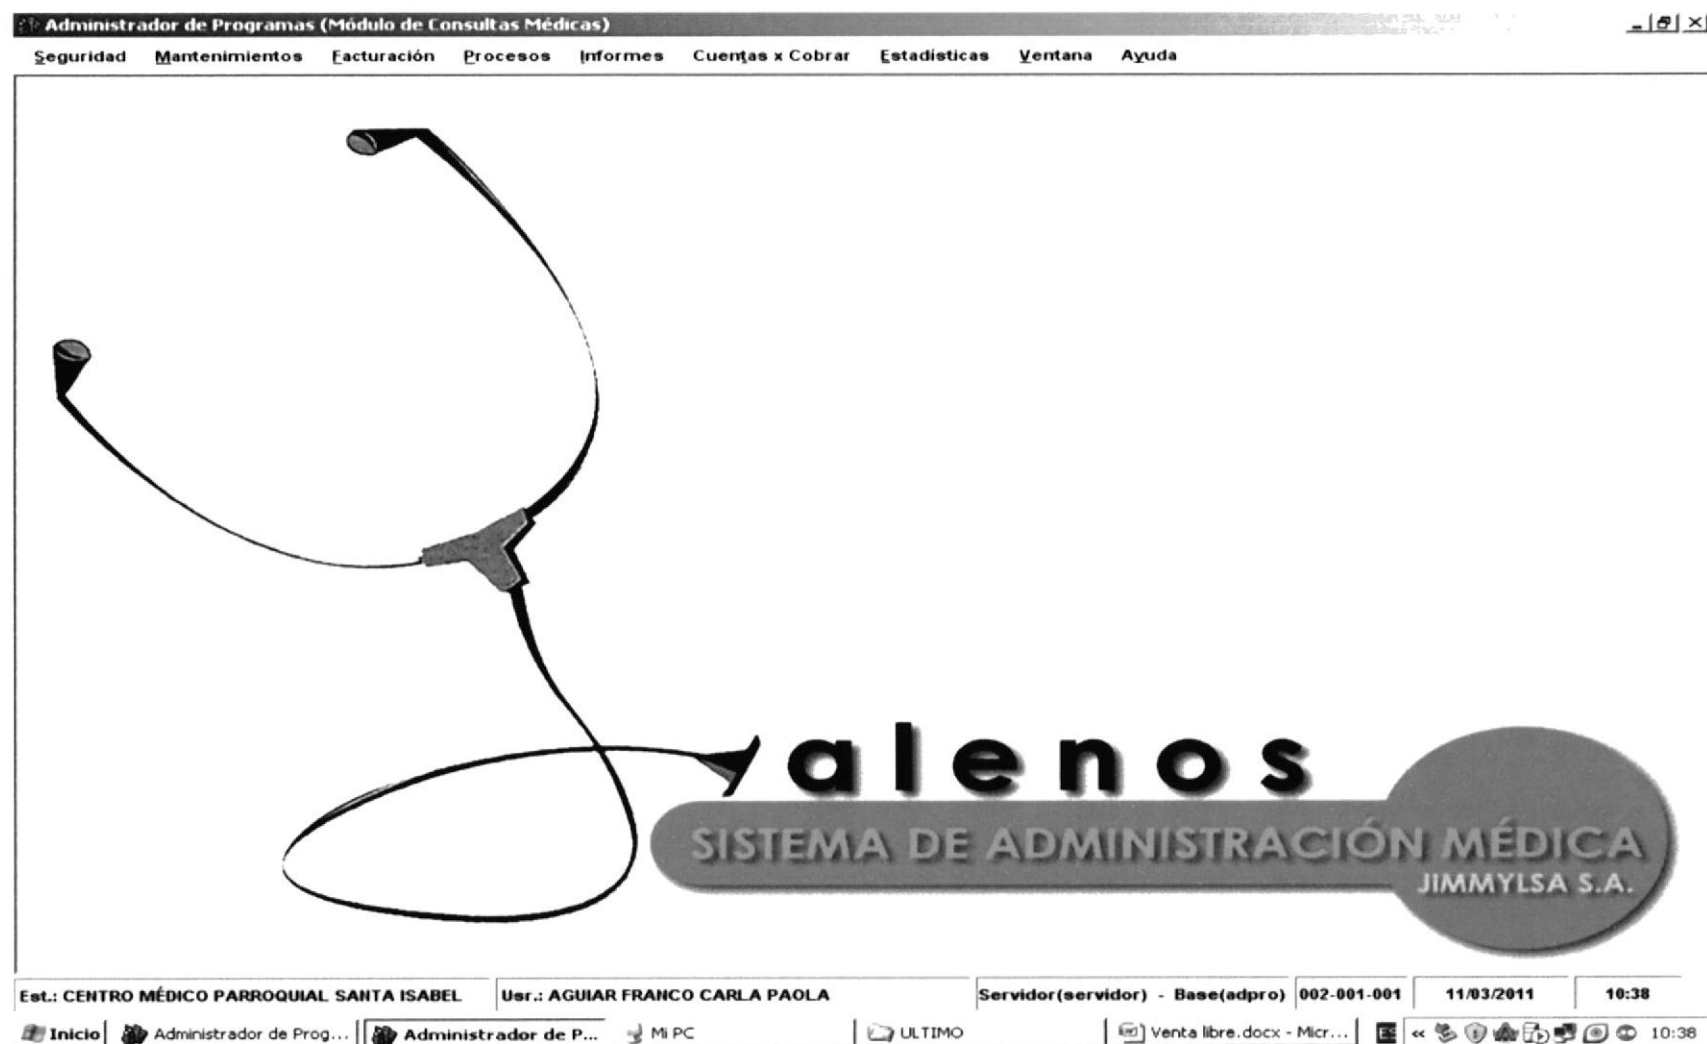 Administrador de Programas (Módulo de Consultas Médicas)
Seguridad Mantenimientos Facturación Procesos Informes Cuentas x Cobrar Estadísticas Ventana Ayuda
yalenos
SISTEMA DE ADMINISTRACIÓN MÉDICA
JIMMYLSA S.A.
Est.: CENTRO MÉDICO PARROQUIAL SANTA ISABEL Usr.: AGUIAR FRANCO CARLA PAOLA Servidor(servidor) - Base(adpro) 002-001-001 11/03/2011 10:38
Inicio Administrador de Prog... Administrador de P... Mi PC ULTIMO Venta libre.docx - Micr... ES « 10:38